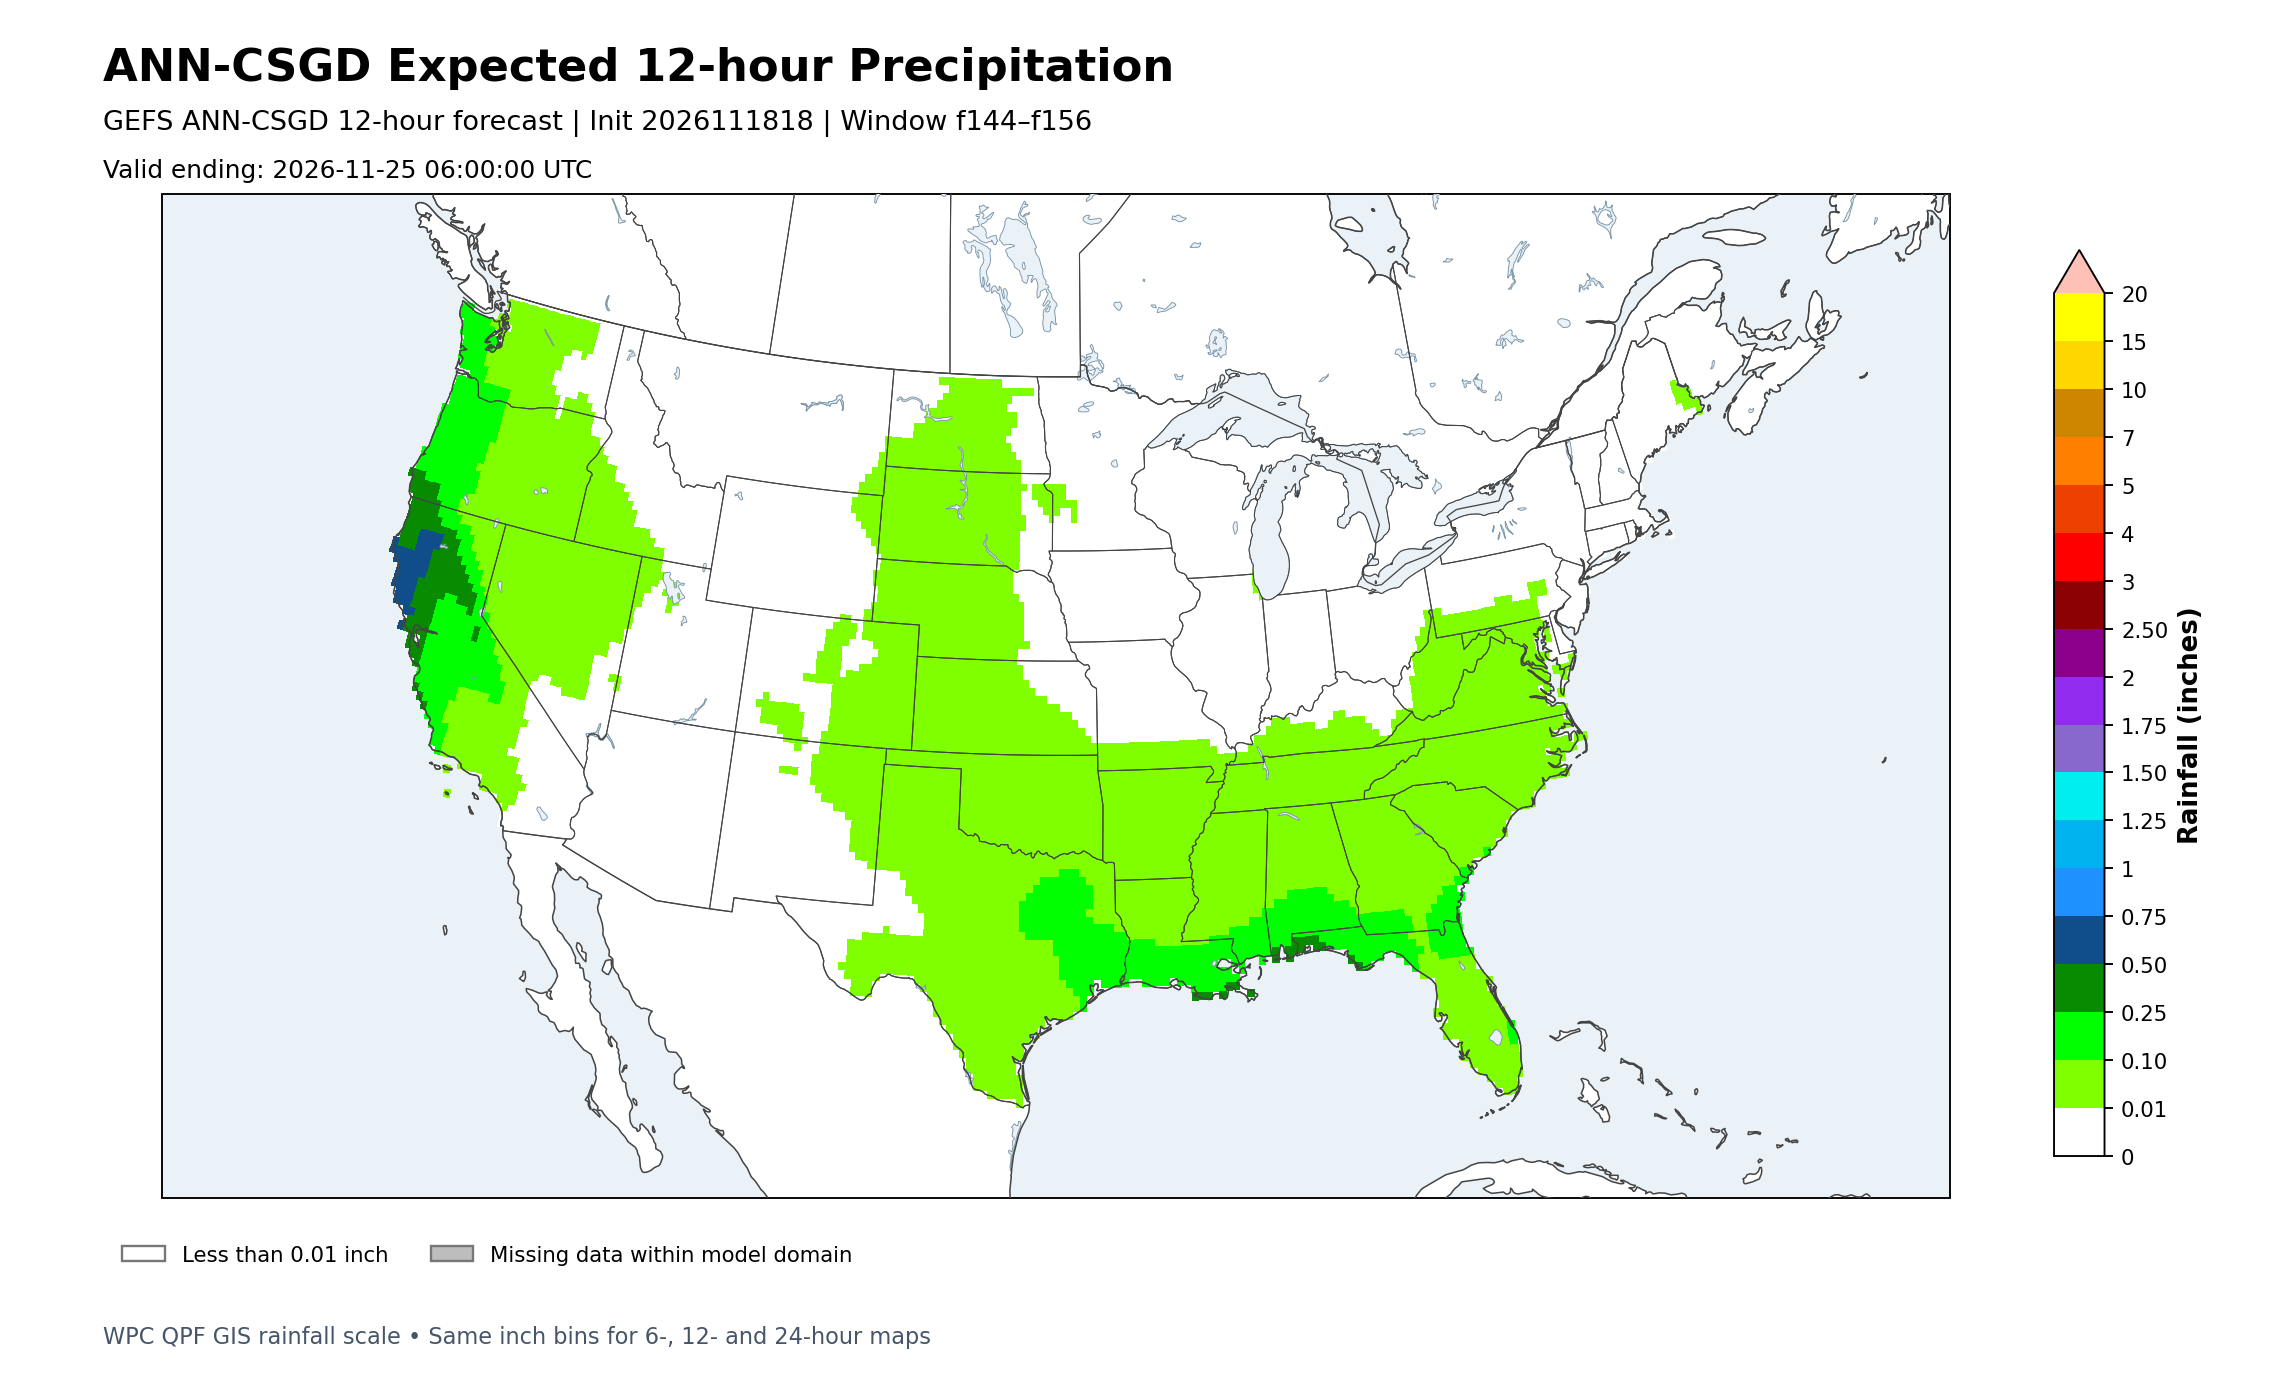 ANN-CSGD Expected 12-hour Precipitation
GEFS ANN-CSGD 12-hour forecast | Init 2026111818 | Window f144–f156
Valid ending: 2026-11-25 06:00:00 UTC
20
15
10
7
5
4
3
2.50
2
1.75
1.50
1.25
1
0.75
0.50
0.25
0.10
0.01
0
Rainfall (inches)
Less than 0.01 inch
Missing data within model domain
WPC QPF GIS rainfall scale • Same inch bins for 6-, 12- and 24-hour maps